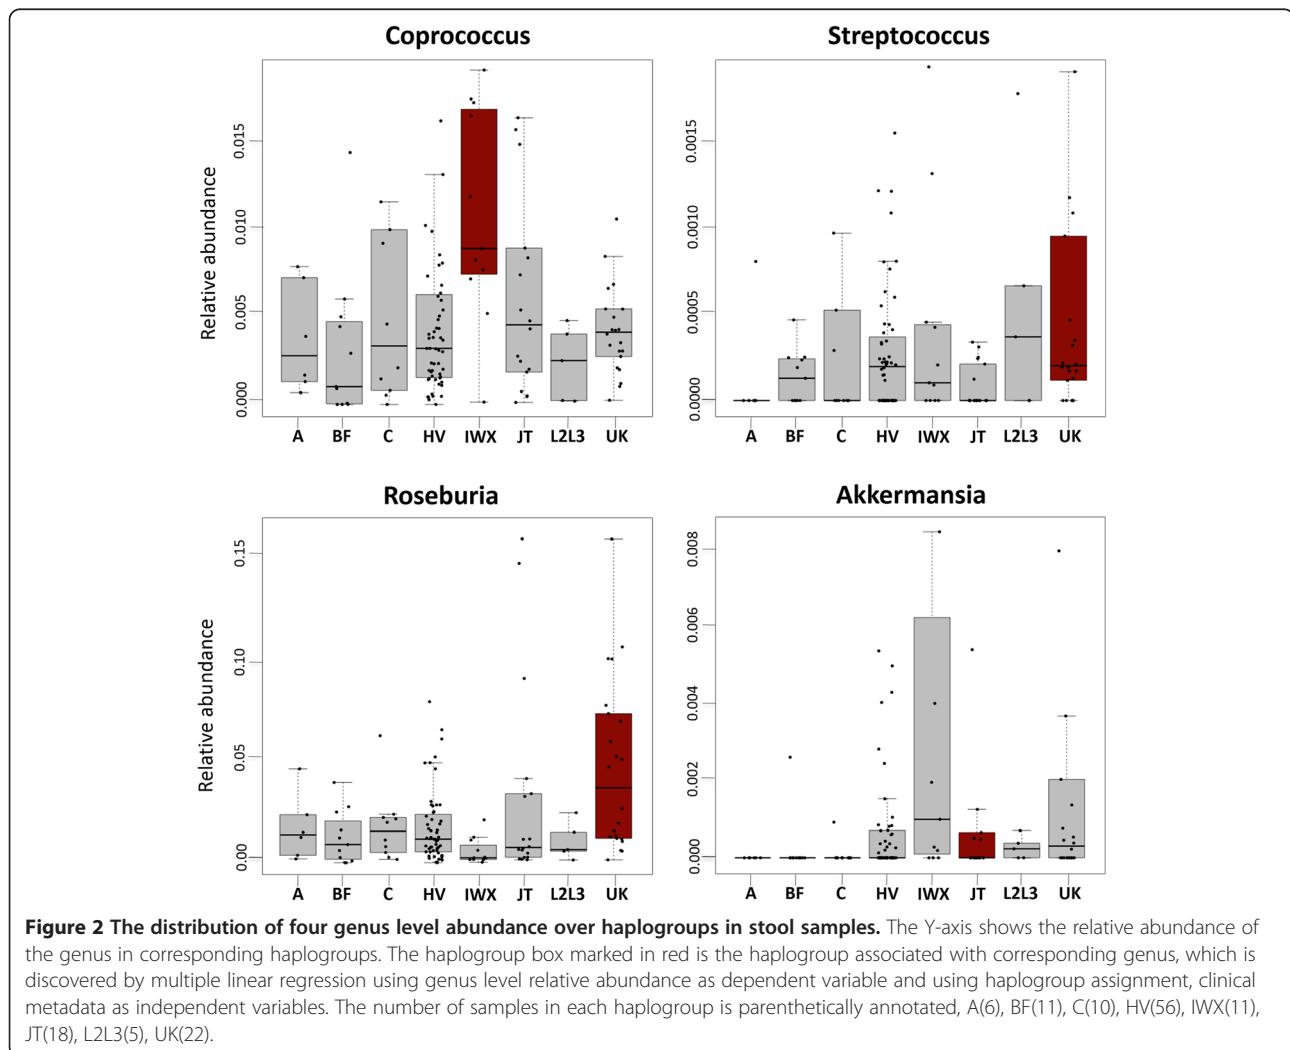 Coprococcus
Streptococcus
Relative abundance
0.015
0.010
0.005
0.000
A BF C HV IWX JT L2L3 UK
0.0015
0.0010
0.0005
0.0000
A BF C HV IWX JT L2L3 UK
Roseburia
Akkermansia
Relative abundance
0.15
0.10
0.05
0.00
A BF C HV IWX JT L2L3 UK
0.008
0.006
0.004
0.002
0.000
A BF C HV IWX JT L2L3 UK
Figure 2 The distribution of four genus level abundance over haplogroups in stool samples. The Y-axis shows the relative abundance of
the genus in corresponding haplogroups. The haplogroup box marked in red is the haplogroup associated with corresponding genus, which is
discovered by multiple linear regression using genus level relative abundance as dependent variable and using haplogroup assignment, clinical
metadata as independent variables. The number of samples in each haplogroup is parenthetically annotated, A(6), BF(11), C(10), HV(56), IWX(11),
JT(18), L2L3(5), UK(22).